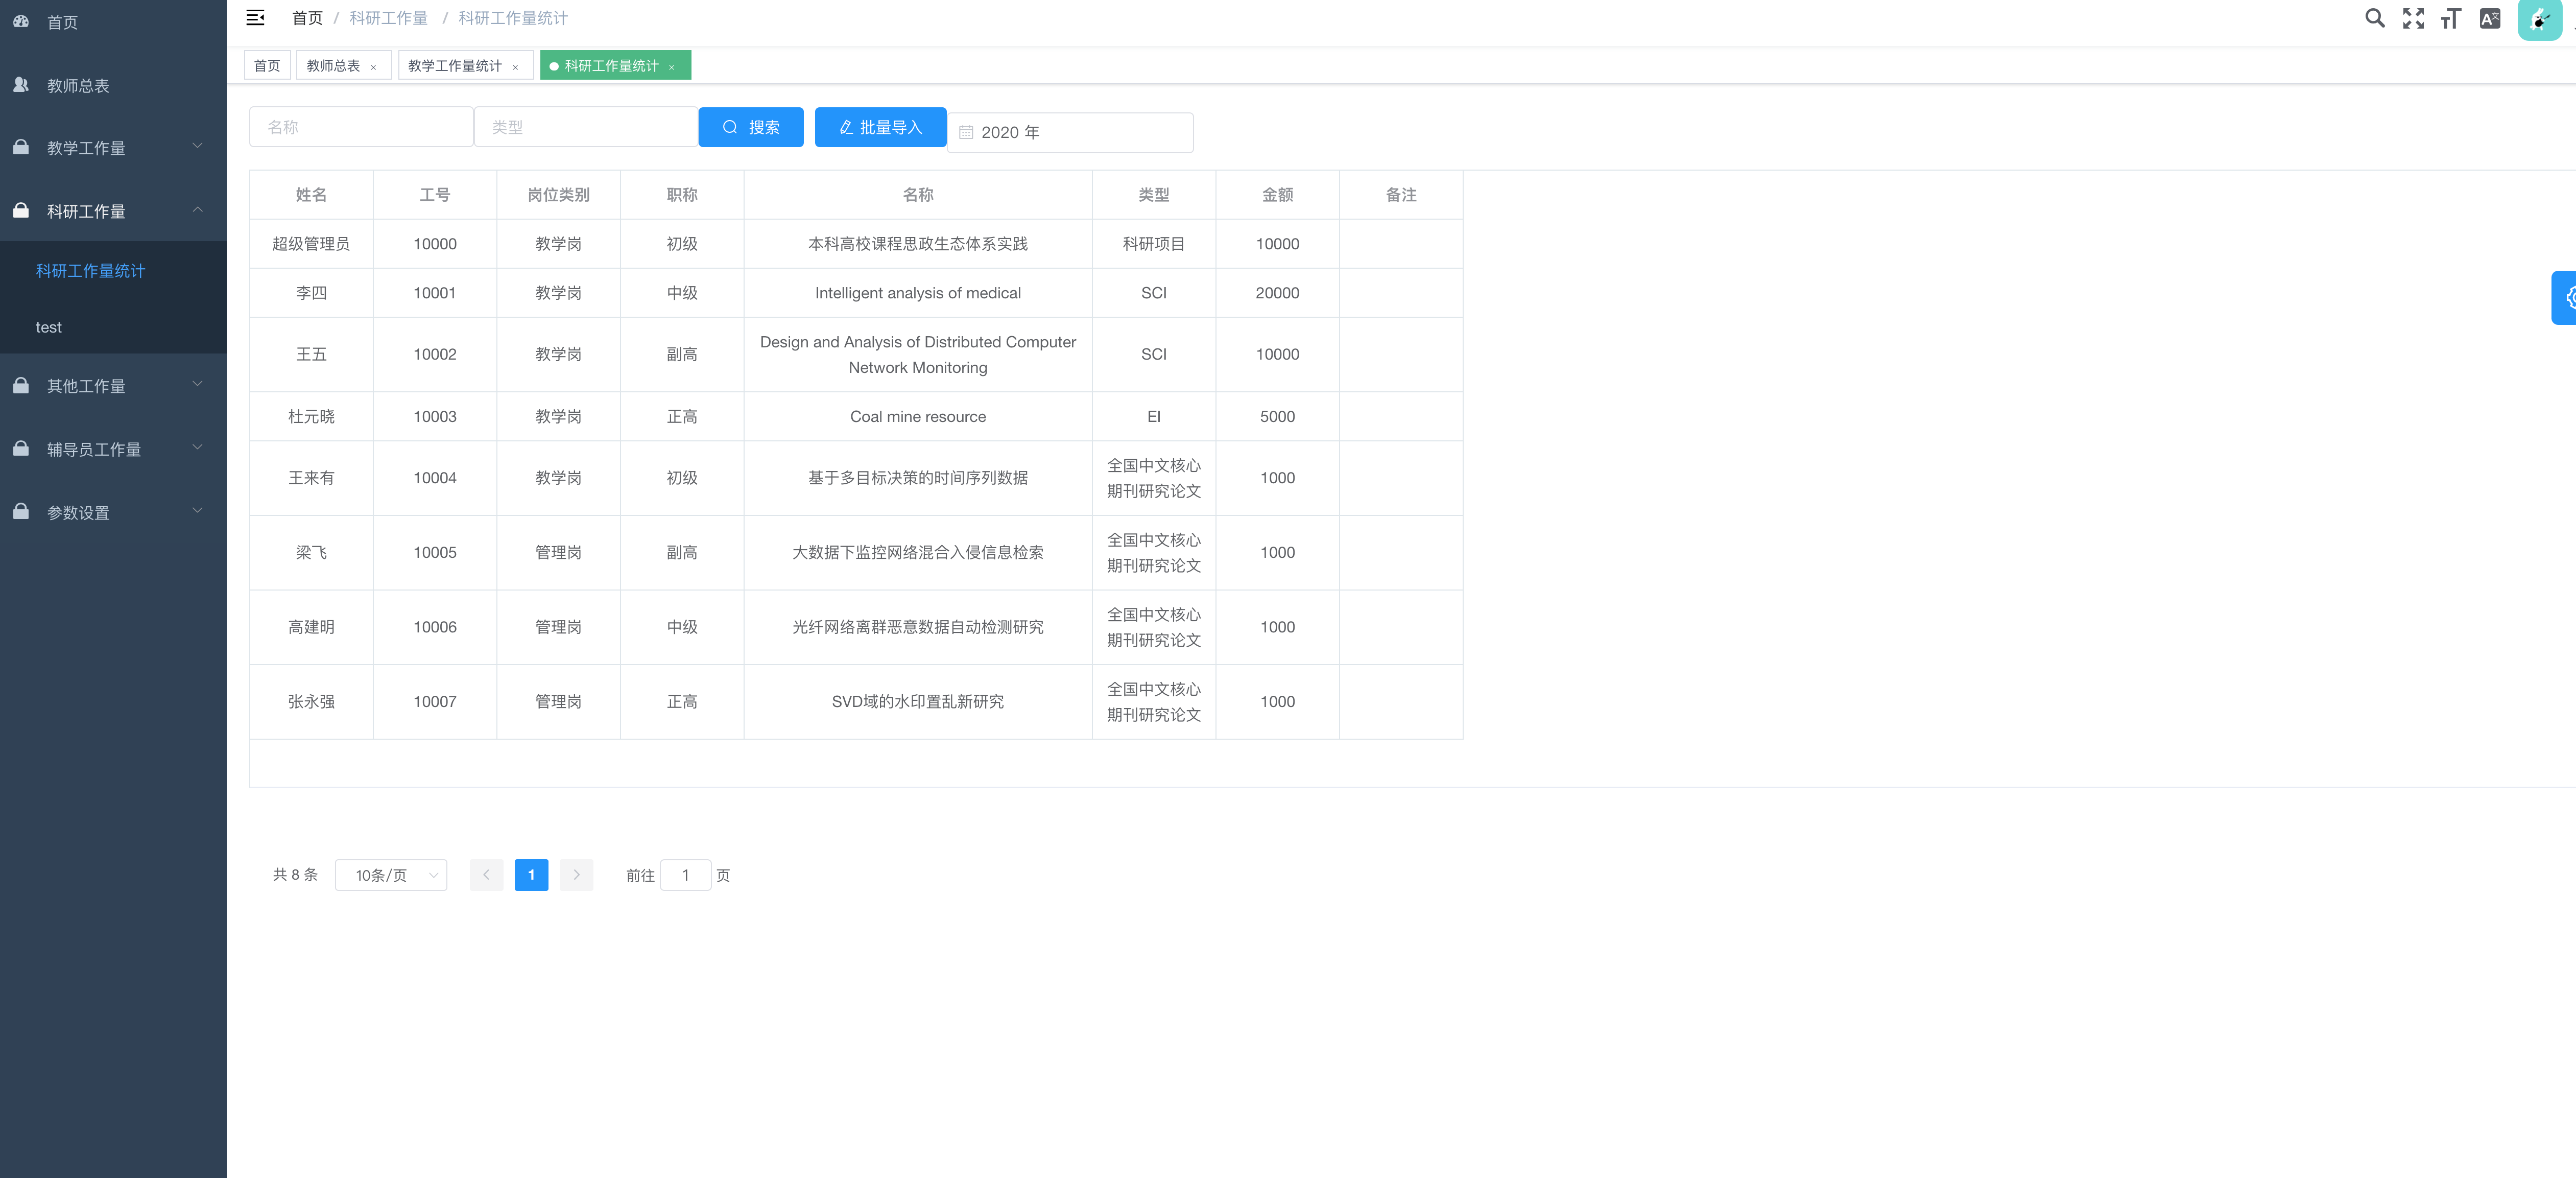 首页
教师总表
教学工作量
科研工作量
科研工作量统计
test
其他工作量
辅导员工作量
参数设置
首页 / 科研工作量 / 科研工作量统计
首页 教师总表 × 教学工作量统计 × 科研工作量统计 ×
名称 类型 搜索 批量导入 2020 年
姓名 工号 岗位类别 职称 名称 类型 金额 备注
超级管理员 10000 教学岗 初级 本科高校课程思政生态体系实践 科研项目 10000
李四 10001 教学岗 中级 Intelligent analysis of medical SCI 20000
王五 10002 教学岗 副高 Design and Analysis of Distributed Computer
Network Monitoring SCI 10000
杜元晓 10003 教学岗 正高 Coal mine resource EI 5000
王来有 10004 教学岗 初级 基于多目标决策的时间序列数据 全国中文核心
期刊研究论文 1000
梁飞 10005 管理岗 副高 大数据下监控网络混合入侵信息检索 全国中文核心
期刊研究论文 1000
高建明 10006 管理岗 中级 光纤网络离群恶意数据自动检测研究 全国中文核心
期刊研究论文 1000
张永强 10007 管理岗 正高 SVD域的水印置乱新研究 全国中文核心
期刊研究论文 1000
共 8 条 10条/页 1 前往 1 页